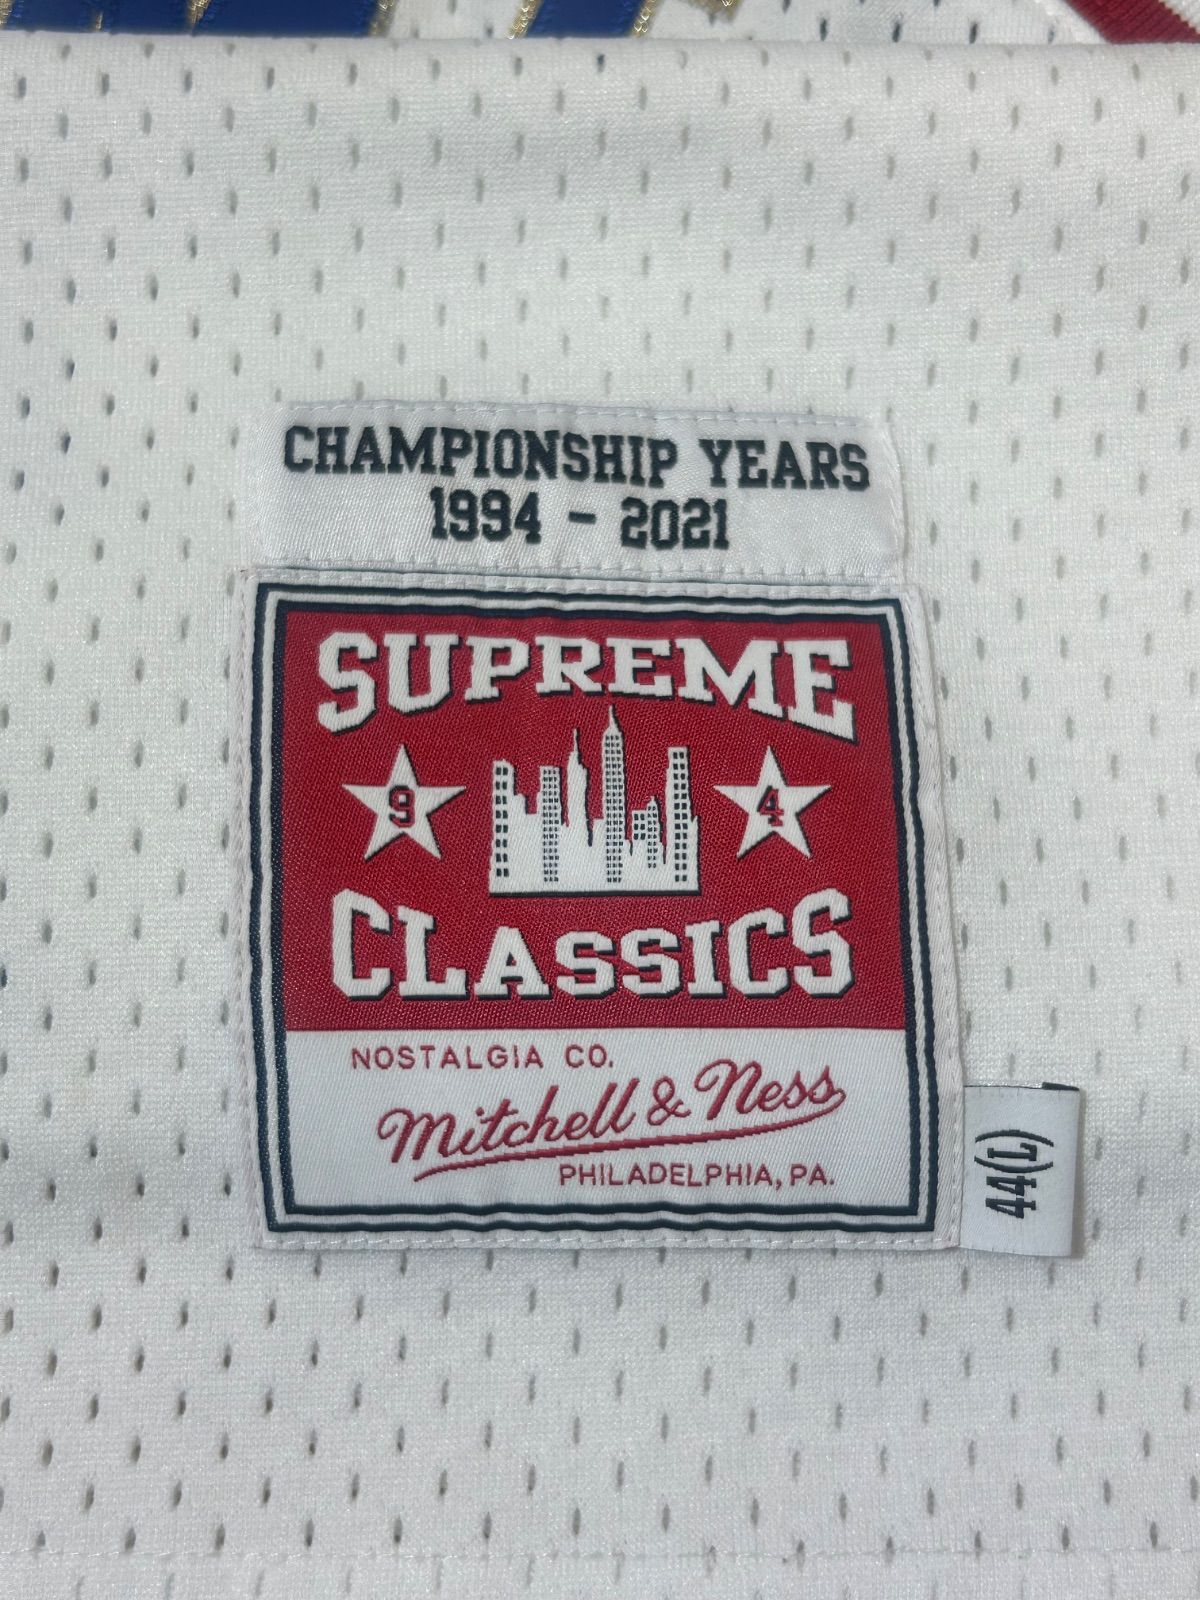 CHAMPIONSHIP YEARS
1994 - 2021
SUPREME
9 4
CLASSICS
NOSTALGIA CO.
Mitchell & Ness
PHILADELPHIA, PA.
44(L)